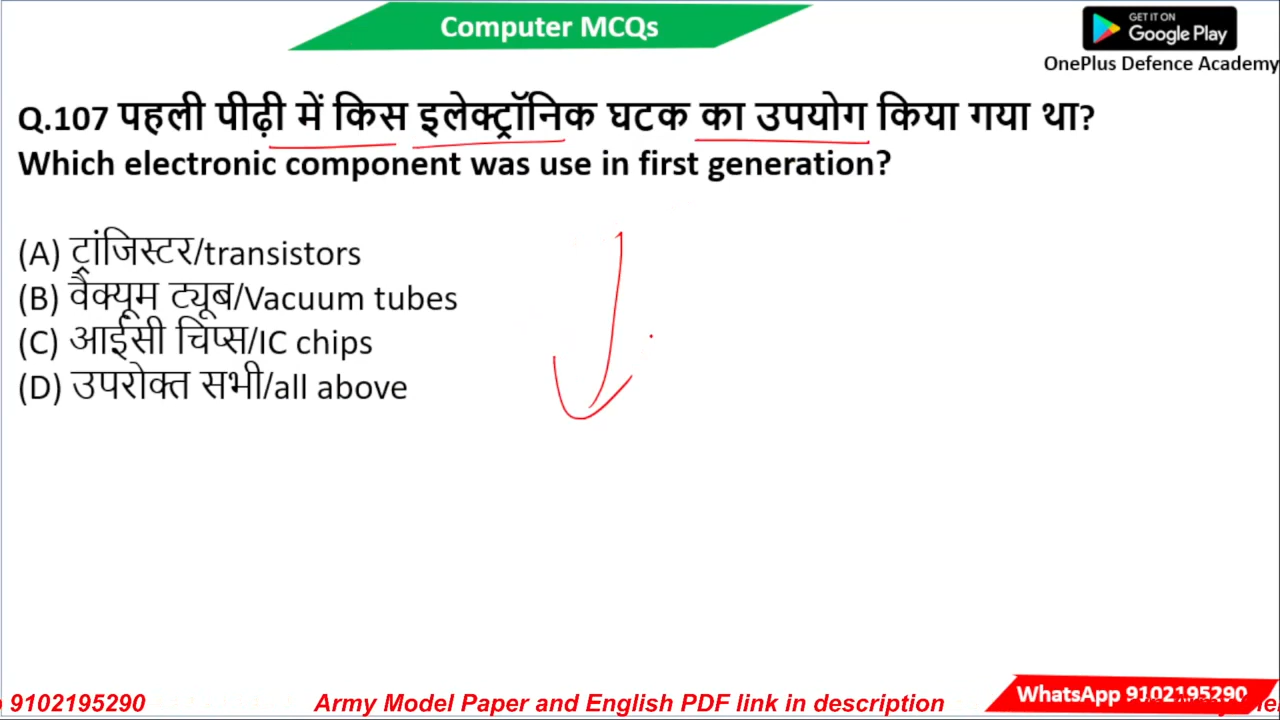 Computer MCQs
GET IT ON
Google Play
OnePlus Defence Academy
Q.107 पहली पीढ़ी में किस इलेक्ट्रॉनिक घटक का उपयोग किया गया था?
Which electronic component was use in first generation?
(A) ट्रांजिस्टर/transistors
(B) वैक्यूम ट्यूब/Vacuum tubes
(C) आईसी चिप्स/IC chips
(D) उपरोक्त सभी/all above
WhatsApp 9102195290
9102195290 Army Model Paper and English PDF link in description